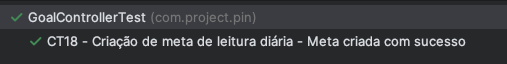 GoalControllerTest (com.project.pin)
CT18 - Criação de meta de leitura diária - Meta criada com sucesso